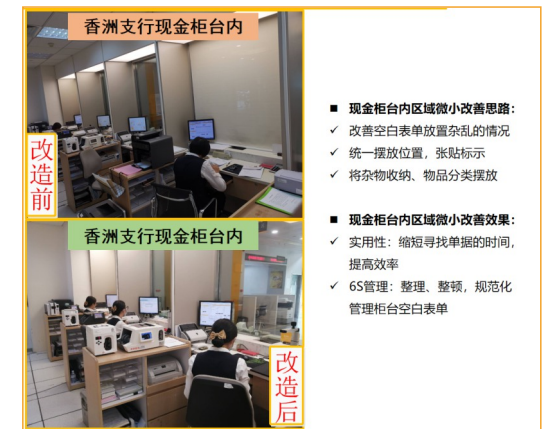 香洲支行现金柜台内
改造前
香洲支行现金柜台内
改造后
■ 现金柜台内区域微小改善思路：
✓ 改善空白表单放置杂乱的情况
✓ 统一摆放位置，张贴标示
✓ 将杂物收纳、物品分类摆放
■ 现金柜台内区域微小改善效果：
✓ 实用性：缩短寻找单据的时间，
提高效率
✓ 6S管理：整理、整顿，规范化
管理柜台空白表单